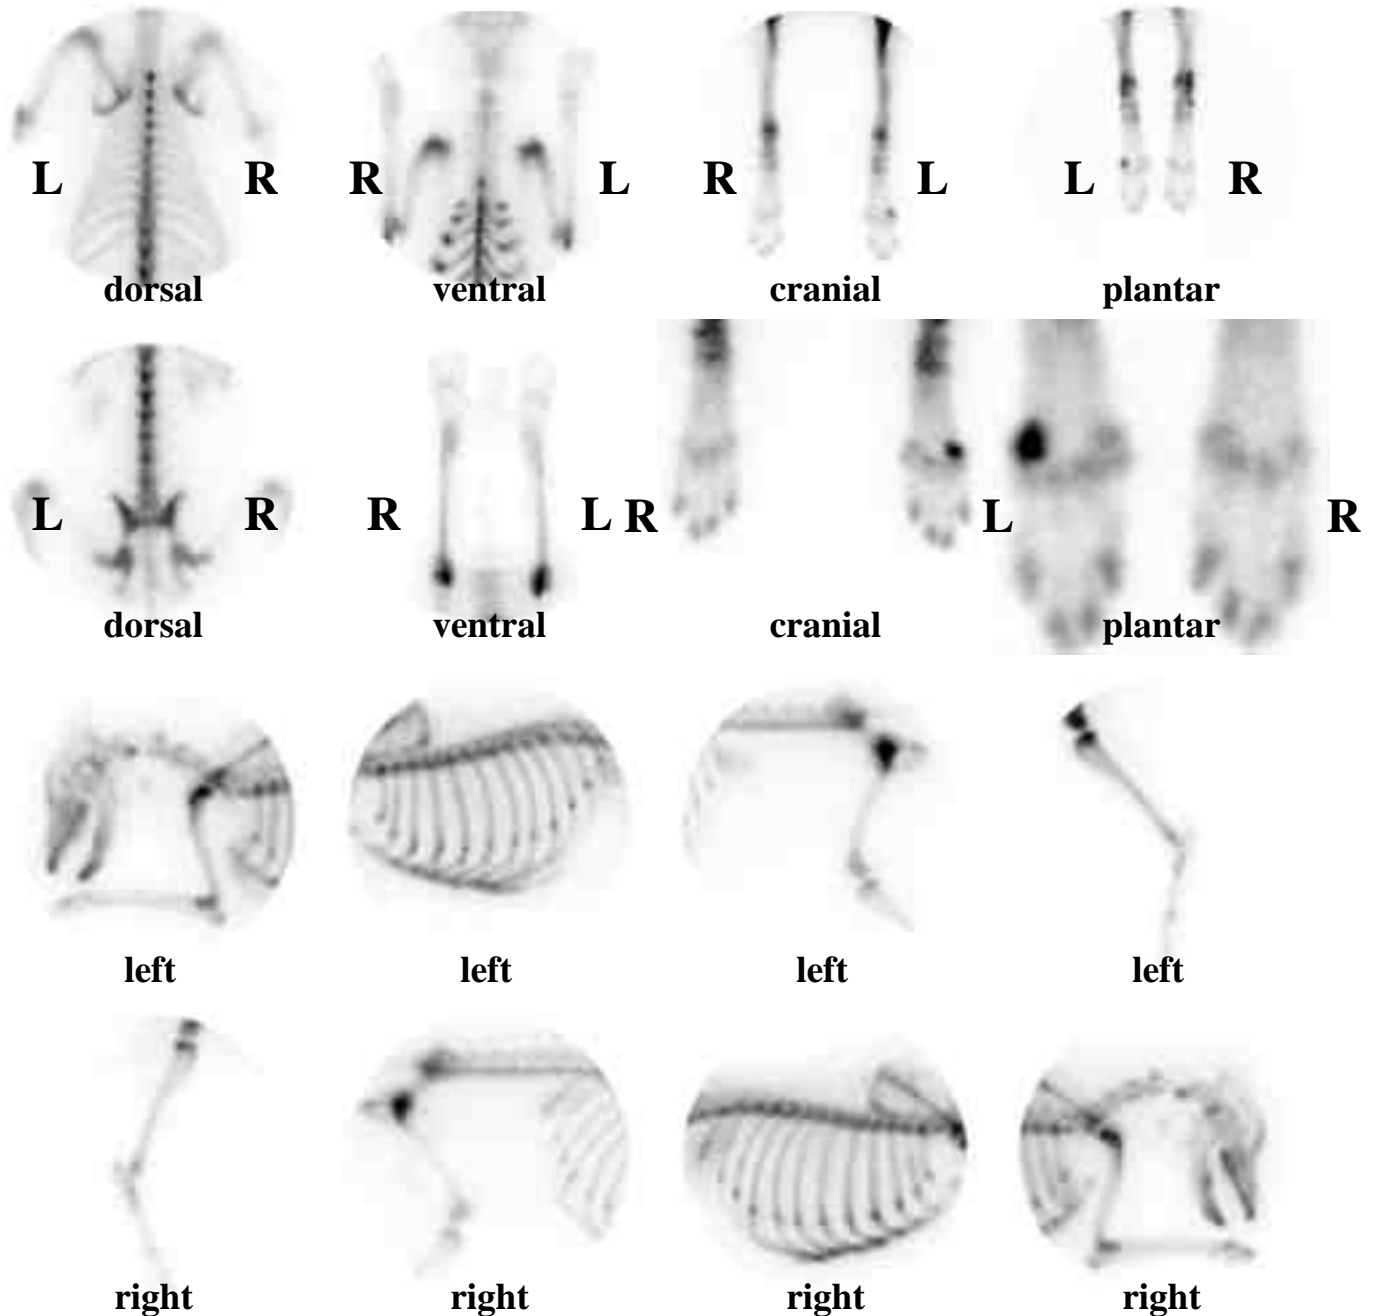 L R R L R L L R
dorsal ventral cranial plantar
L R R L R L R
dorsal ventral cranial plantar
left left left left
right right right right